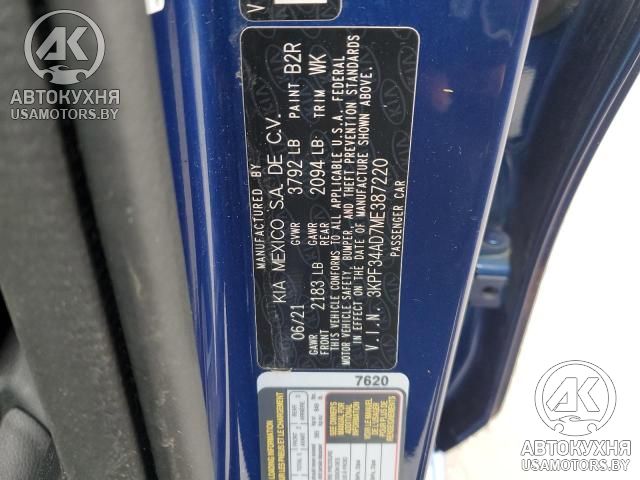 АВТОКУХНЯ
USAMOTORS.BY
MANUFACTURED BY
KIA MEXICO S.A. DE C.V.
06/21 GVWR 3792 LB PAINT B2R
GAWR FRONT 2183 LB GAWR REAR 2094 LB TRIM WK
THIS VEHICLE CONFORMS TO ALL APPLICABLE U.S.A. FEDERAL
MOTOR VEHICLE SAFETY, BUMPER, AND THEFT PREVENTION STANDARDS
IN EFFECT ON THE DATE OF MANUFACTURE SHOWN ABOVE.
V.I.N. 3KPF34AD7ME387220
PASSENGER CAR
7620
LOADING INFORMATION
АВТОКУХНЯ
USAMOTORS.BY